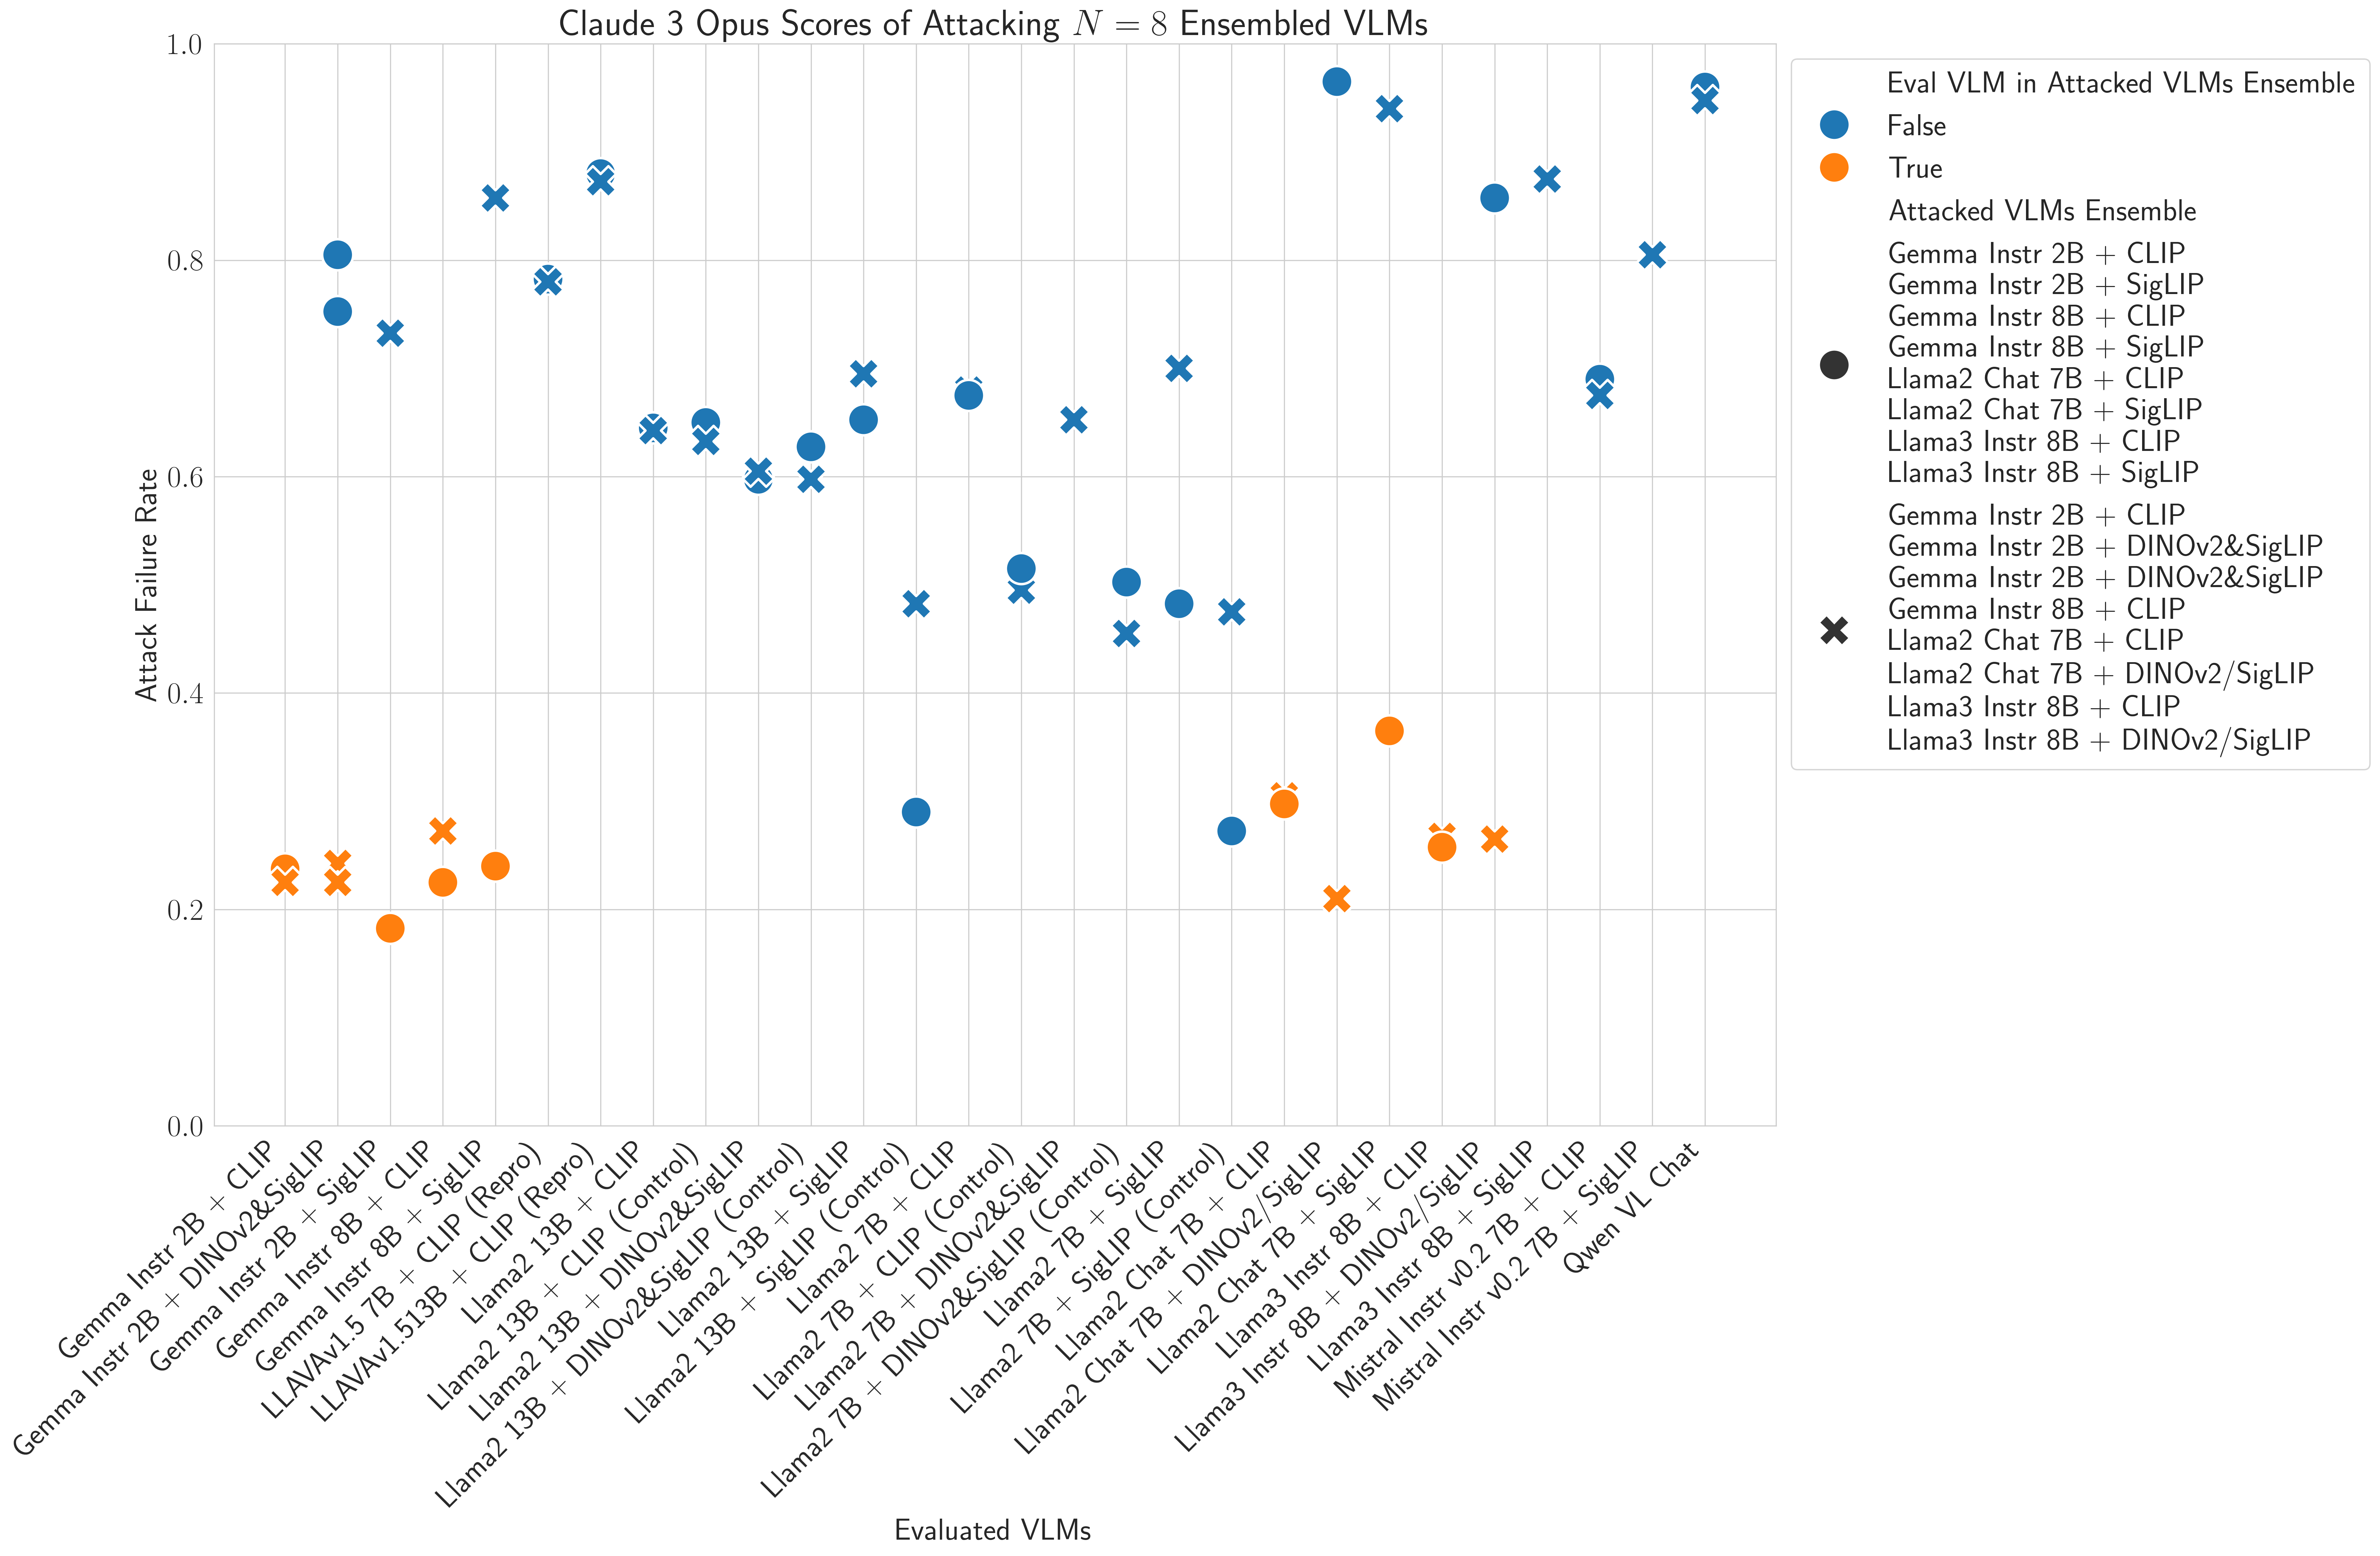 Claude 3 Opus Scores of Attacking N = 8 Ensembled VLMs
Attack Failure Rate
1.0
0.8
0.6
0.4
0.2
0.0
Gemma Instr 2B + CLIP
Gemma Instr 2B + DINOv2&SigLIP
Gemma Instr 2B + SigLIP
Gemma Instr 8B + CLIP
Gemma Instr 8B + SigLIP
LLAVAv1.5 7B + CLIP (Repro)
LLAVAv1.513B + CLIP (Repro)
Llama2 13B + CLIP
Llama2 13B + CLIP (Control)
Llama2 13B + DINOv2&SigLIP
Llama2 13B + DINOv2&SigLIP (Control)
Llama2 13B + SigLIP
Llama2 13B + SigLIP (Control)
Llama2 7B + CLIP
Llama2 7B + CLIP (Control)
Llama2 7B + DINOv2&SigLIP
Llama2 7B + DINOv2&SigLIP (Control)
Llama2 7B + SigLIP
Llama2 7B + SigLIP (Control)
Llama2 Chat 7B + CLIP
Llama2 Chat 7B + DINOv2/SigLIP
Llama2 Chat 7B + SigLIP
Llama3 Instr 8B + CLIP
Llama3 Instr 8B + DINOv2/SigLIP
Llama3 Instr 8B + SigLIP
Mistral Instr v0.2 7B + CLIP
Mistral Instr v0.2 7B + SigLIP
Qwen VL Chat
Evaluated VLMs
Eval VLM in Attacked VLMs Ensemble
False
True
Attacked VLMs Ensemble
Gemma Instr 2B + CLIP
Gemma Instr 2B + SigLIP
Gemma Instr 8B + CLIP
Gemma Instr 8B + SigLIP
Llama2 Chat 7B + CLIP
Llama2 Chat 7B + SigLIP
Llama3 Instr 8B + CLIP
Llama3 Instr 8B + SigLIP
Gemma Instr 2B + CLIP
Gemma Instr 2B + DINOv2&SigLIP
Gemma Instr 2B + DINOv2&SigLIP
Gemma Instr 8B + CLIP
Llama2 Chat 7B + CLIP
Llama2 Chat 7B + DINOv2/SigLIP
Llama3 Instr 8B + CLIP
Llama3 Instr 8B + DINOv2/SigLIP